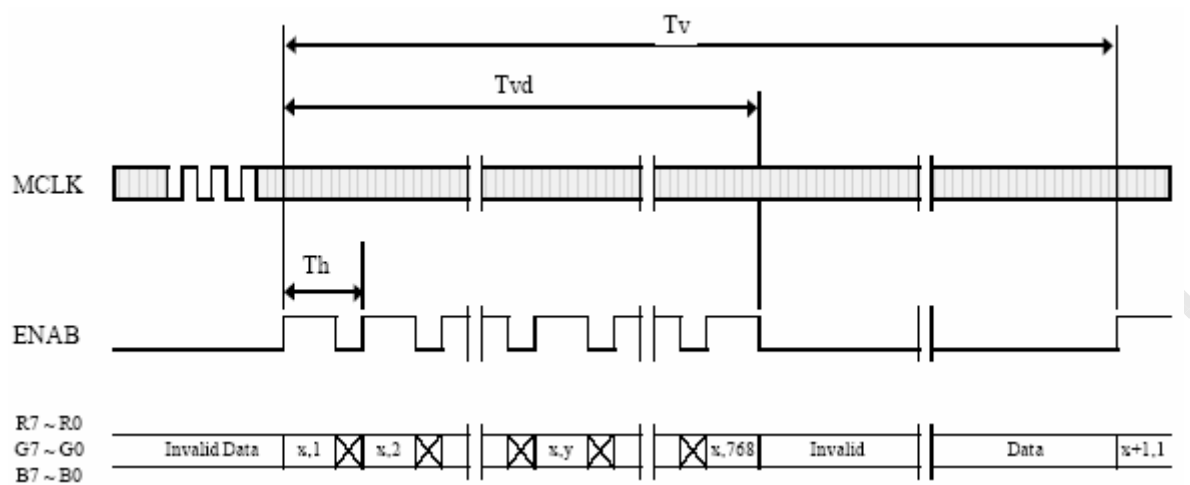 Tv
Tvd
MCLK
Th
ENAB
R7 ~ R0
G7 ~ G0
B7 ~ B0
Invalid Data x,1 x,2 x,y x,768 Invalid Data x+1,1